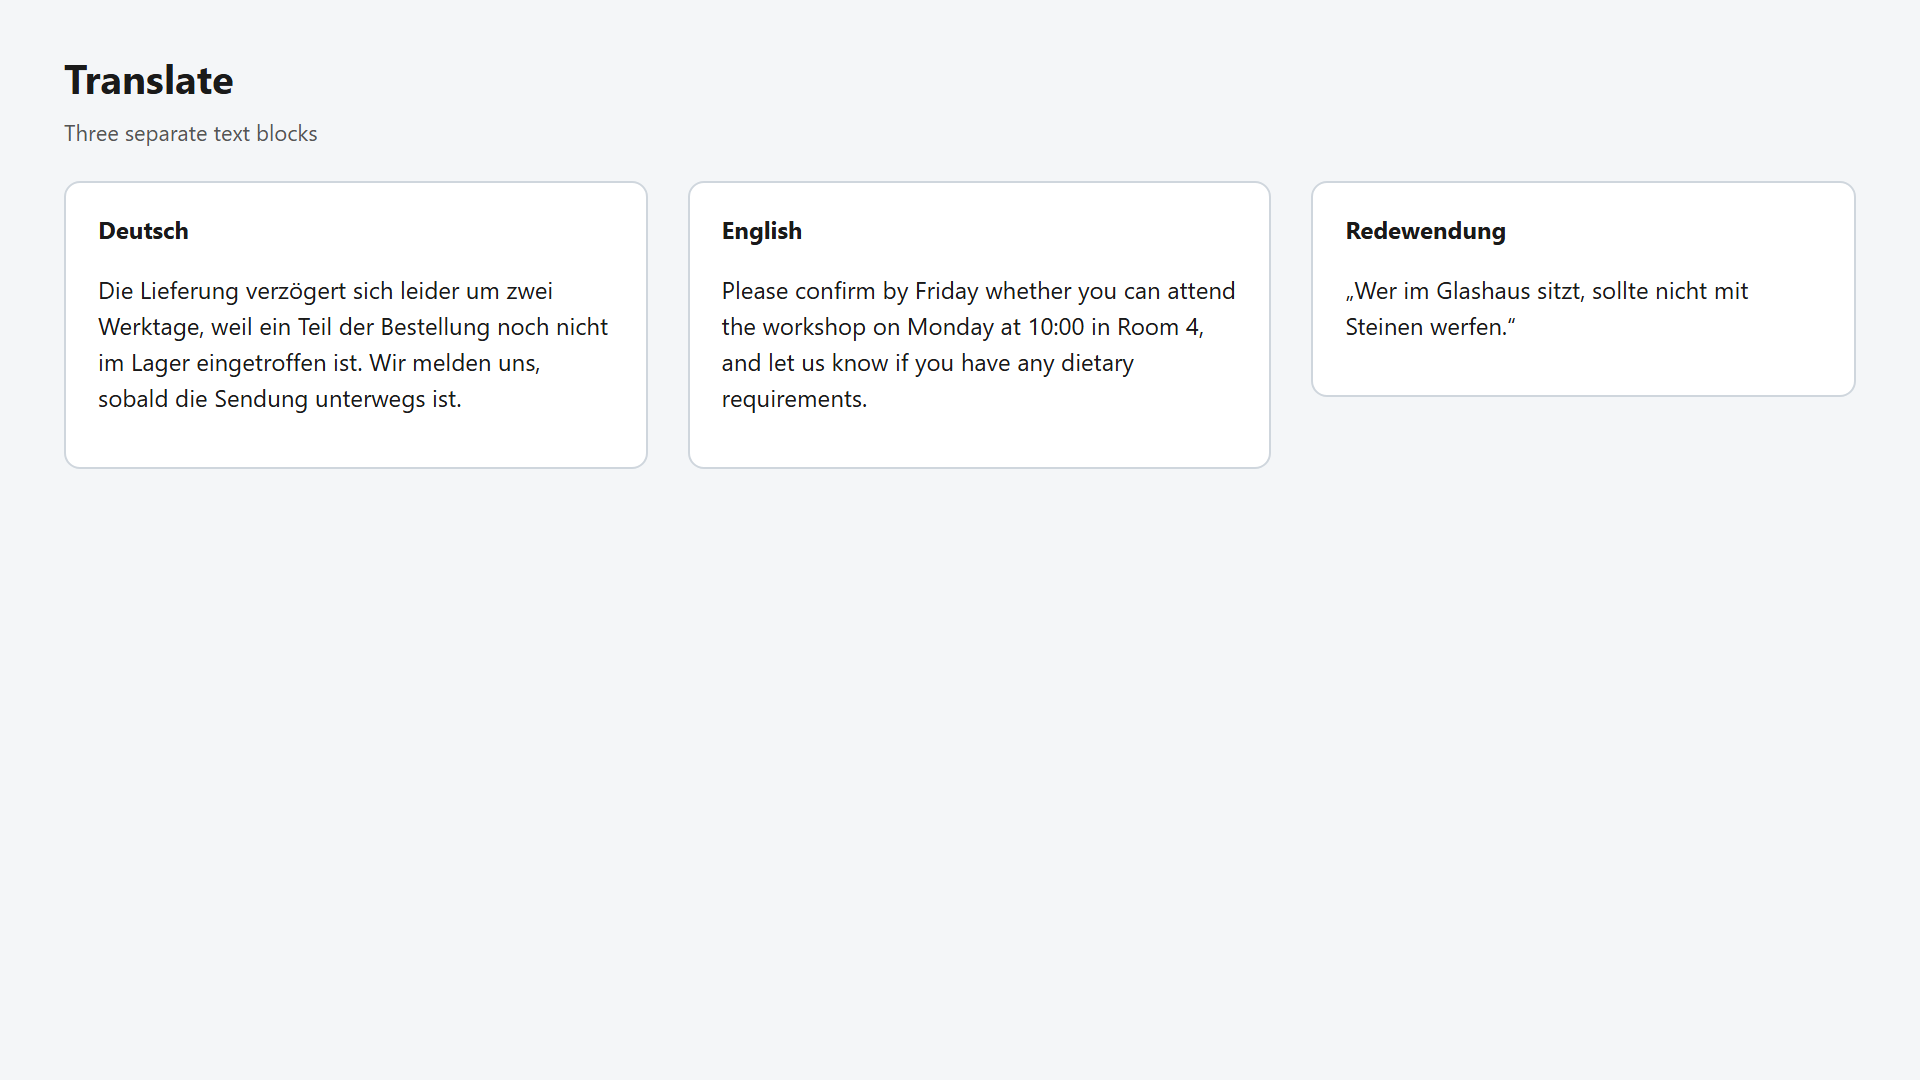 Translate
Three separate text blocks
Deutsch
Die Lieferung verzögert sich leider um zwei
Werktage, weil ein Teil der Bestellung noch nicht
im Lager eingetroffen ist. Wir melden uns,
sobald die Sendung unterwegs ist.
English
Please confirm by Friday whether you can attend
the workshop on Monday at 10:00 in Room 4,
and let us know if you have any dietary
requirements.
Redewendung
„Wer im Glashaus sitzt, sollte nicht mit
Steinen werfen.“